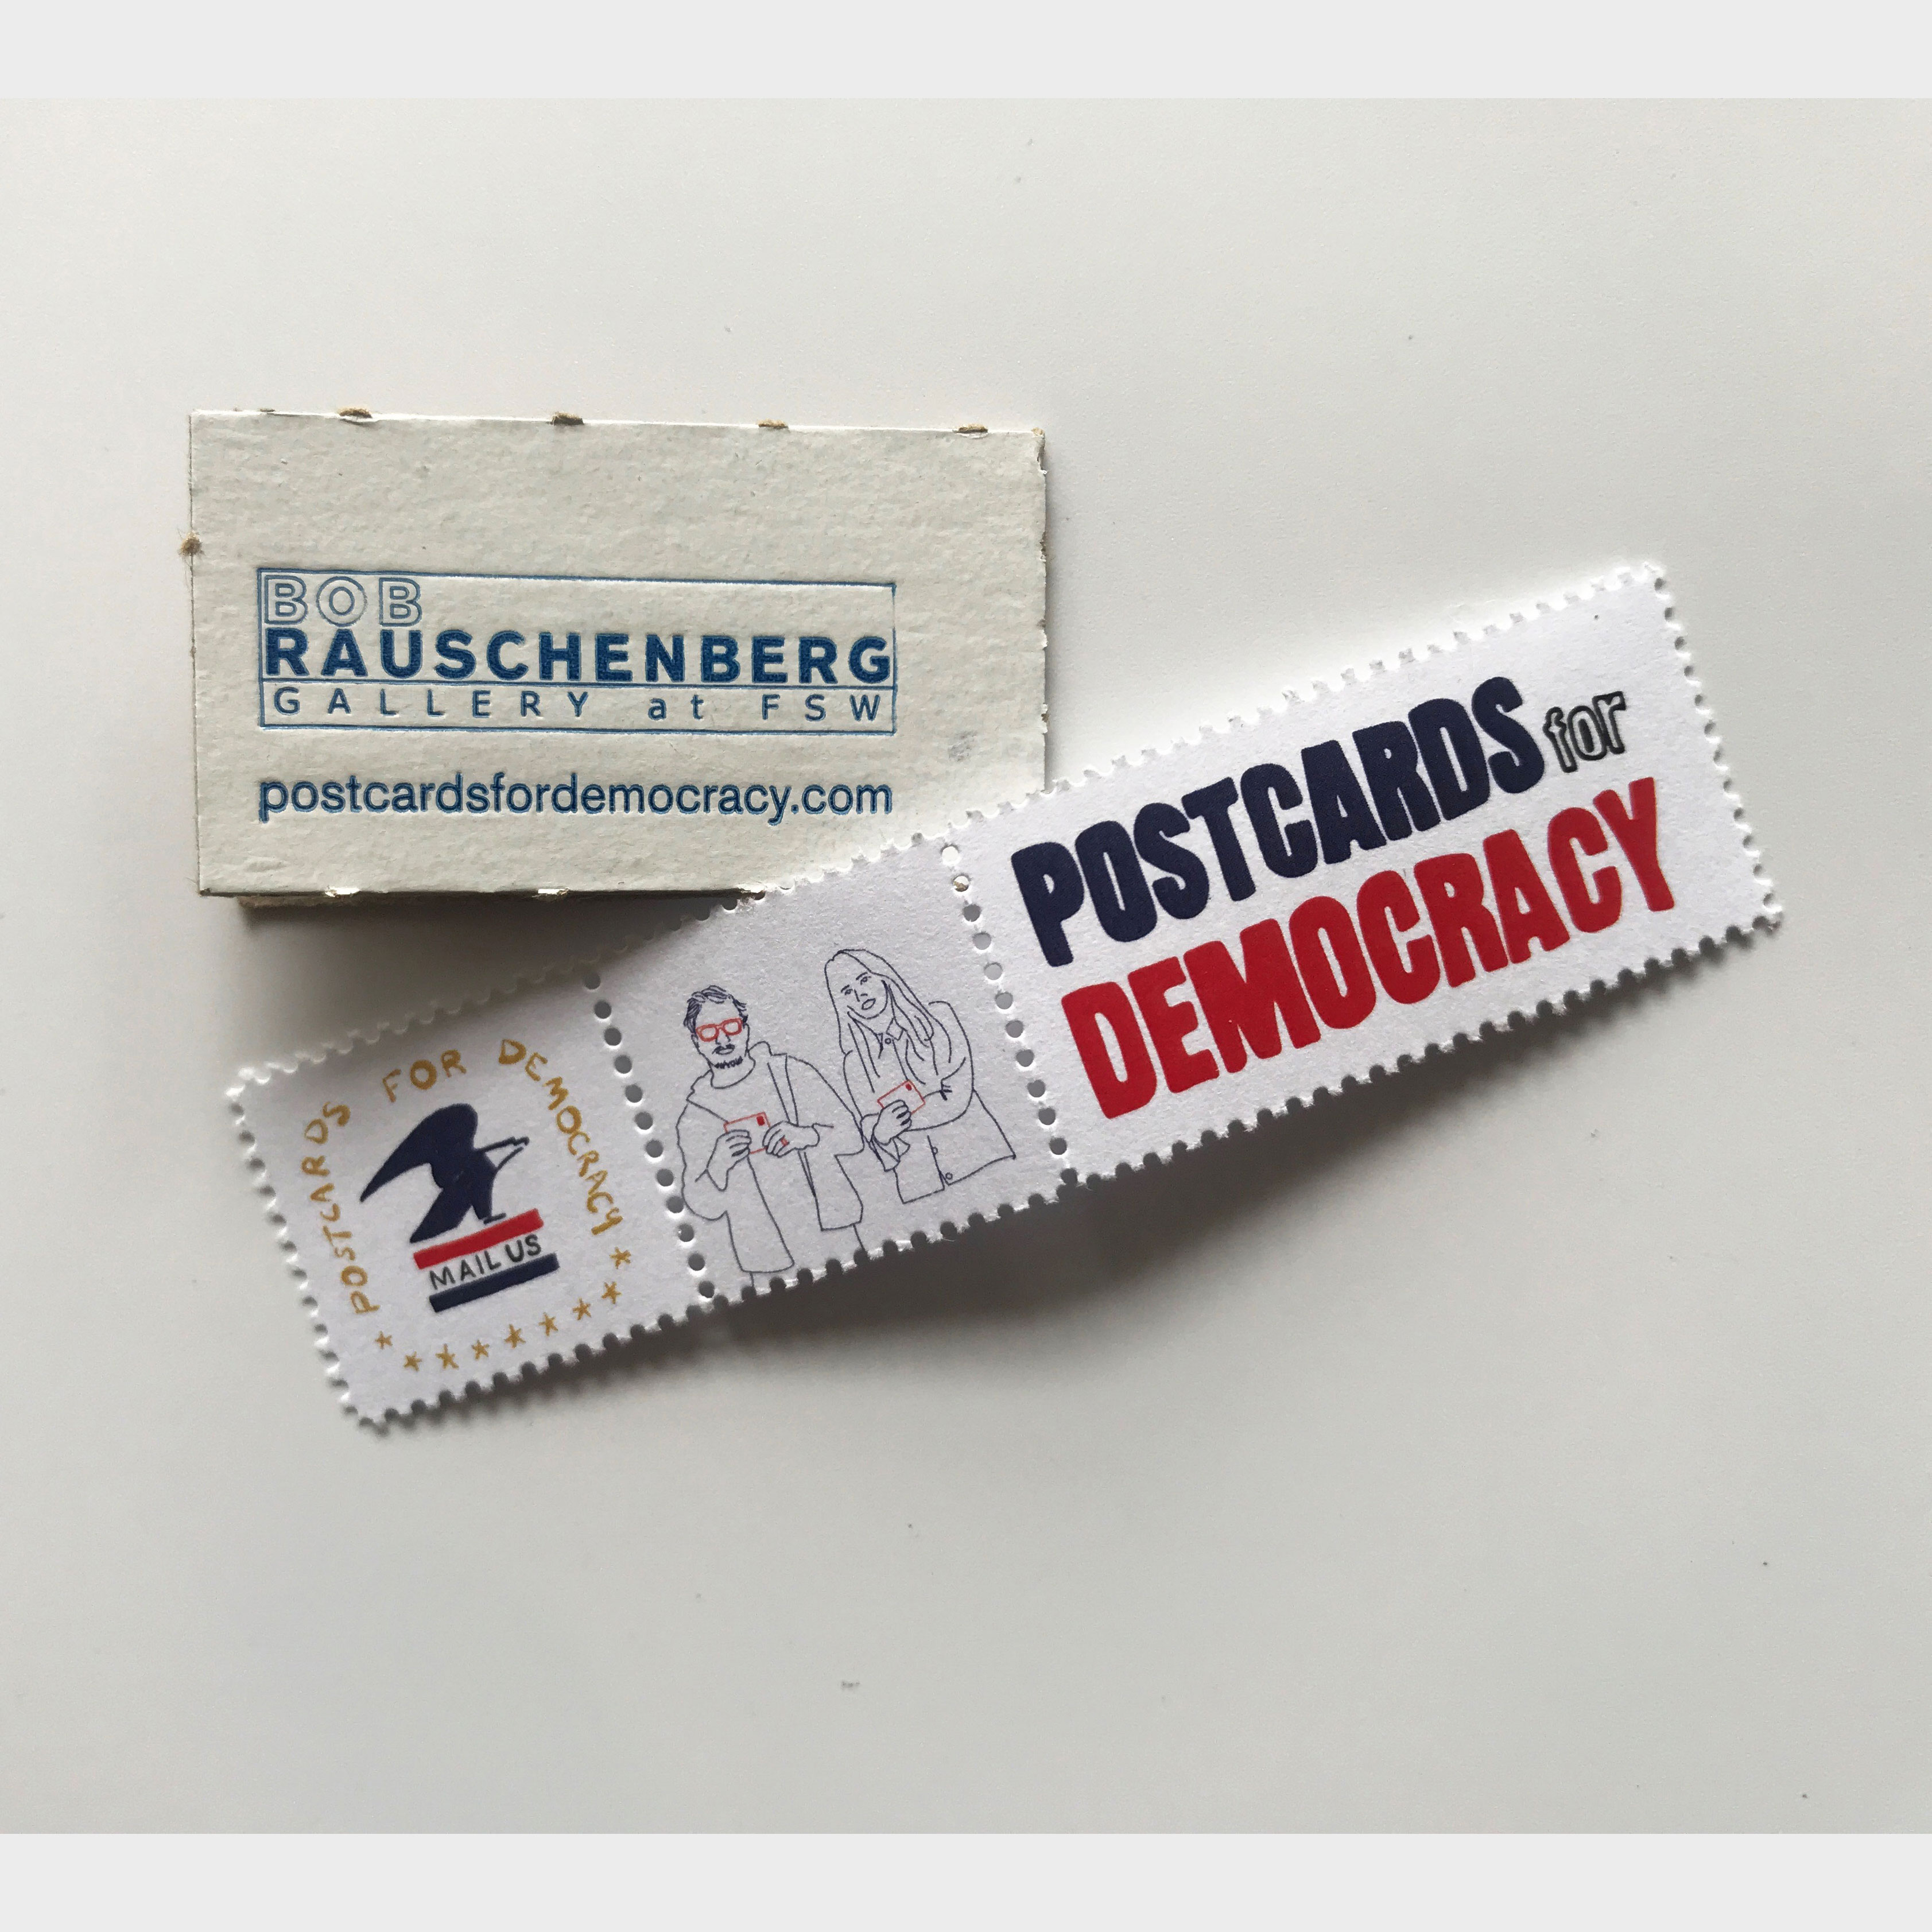 BOB
RAUSCHENBERG
GALLERY at FSW
postcardsfordemocracy.com
POSTCARDS for
DEMOCRACY
POSTCARDS FOR DEMOCRACY
MAIL US